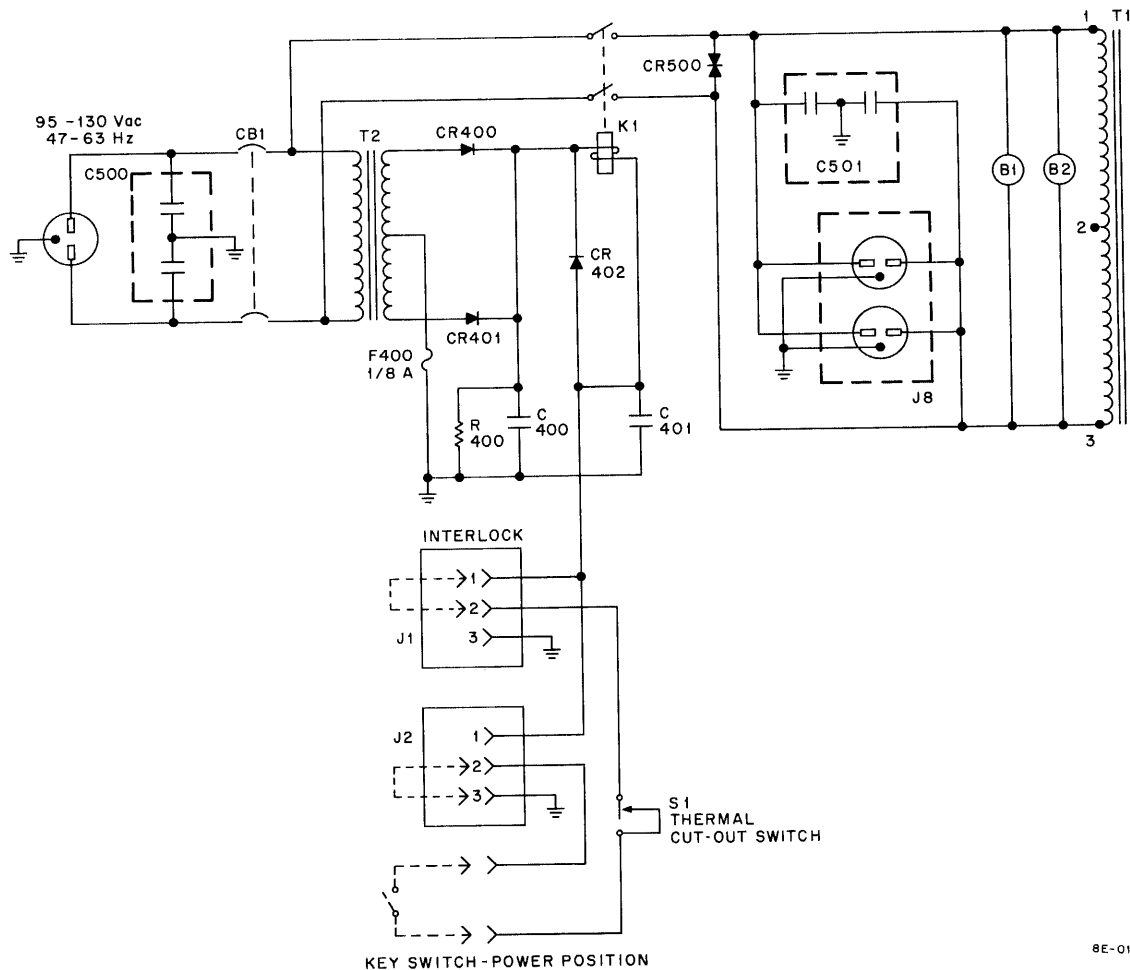 1
T1
CR500
K1
95 -130 Vac
47-63 Hz
CB1
T2
CR400
C500
C501
B1
B2
2
CR
402
CR401
F400
1/8 A
J8
R
400
C
400
C
401
3
INTERLOCK
1
2
J1
3
J2
1
2
3
S1
THERMAL
CUT-OUT SWITCH
KEY SWITCH-POWER POSITION
8E-01